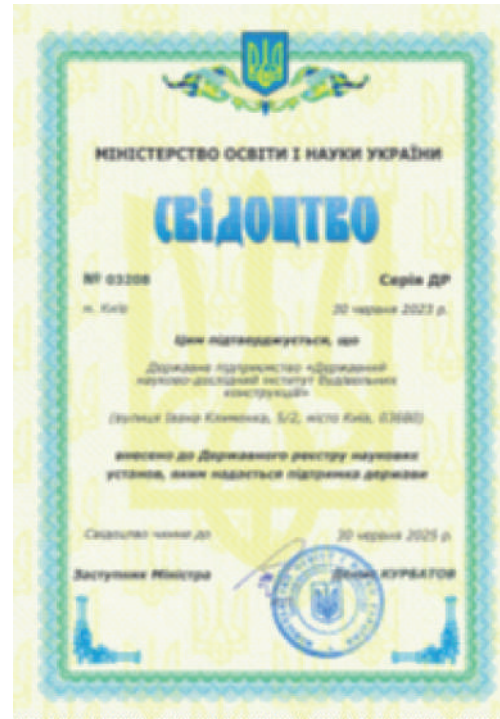 МІНІСТЕРСТВО ОСВІТИ І НАУКИ УКРАЇНИ
СВІДОЦТВО
№ 03208 Серія ДР
м. Київ 30 червня 2023 р.
Цим підтверджується, що
Державне підприємство «Державний
науково-дослідний інститут будівельних
конструкцій»
(вулиця Івана Клименка, 5/2, місто Київ, 03680)
внесено до Державного реєстру наукових
установ, яким надається підтримка держави
Свідоцтво чинне до 30 червня 2025 р.
Заступник Міністра Денис КУРБАТОВ